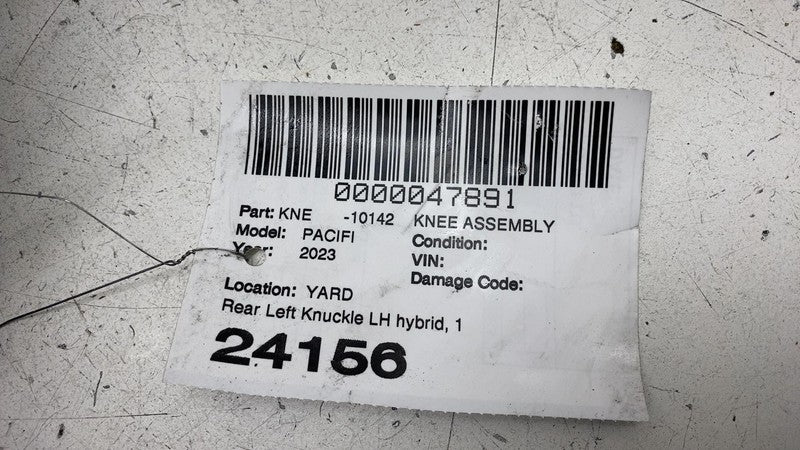 0000047891
Part: KNE -10142 KNEE ASSEMBLY
Model: PACIFI Condition:
Year: 2023 VIN:
Damage Code:
Location: YARD
Rear Left Knuckle LH hybrid, 1
24156